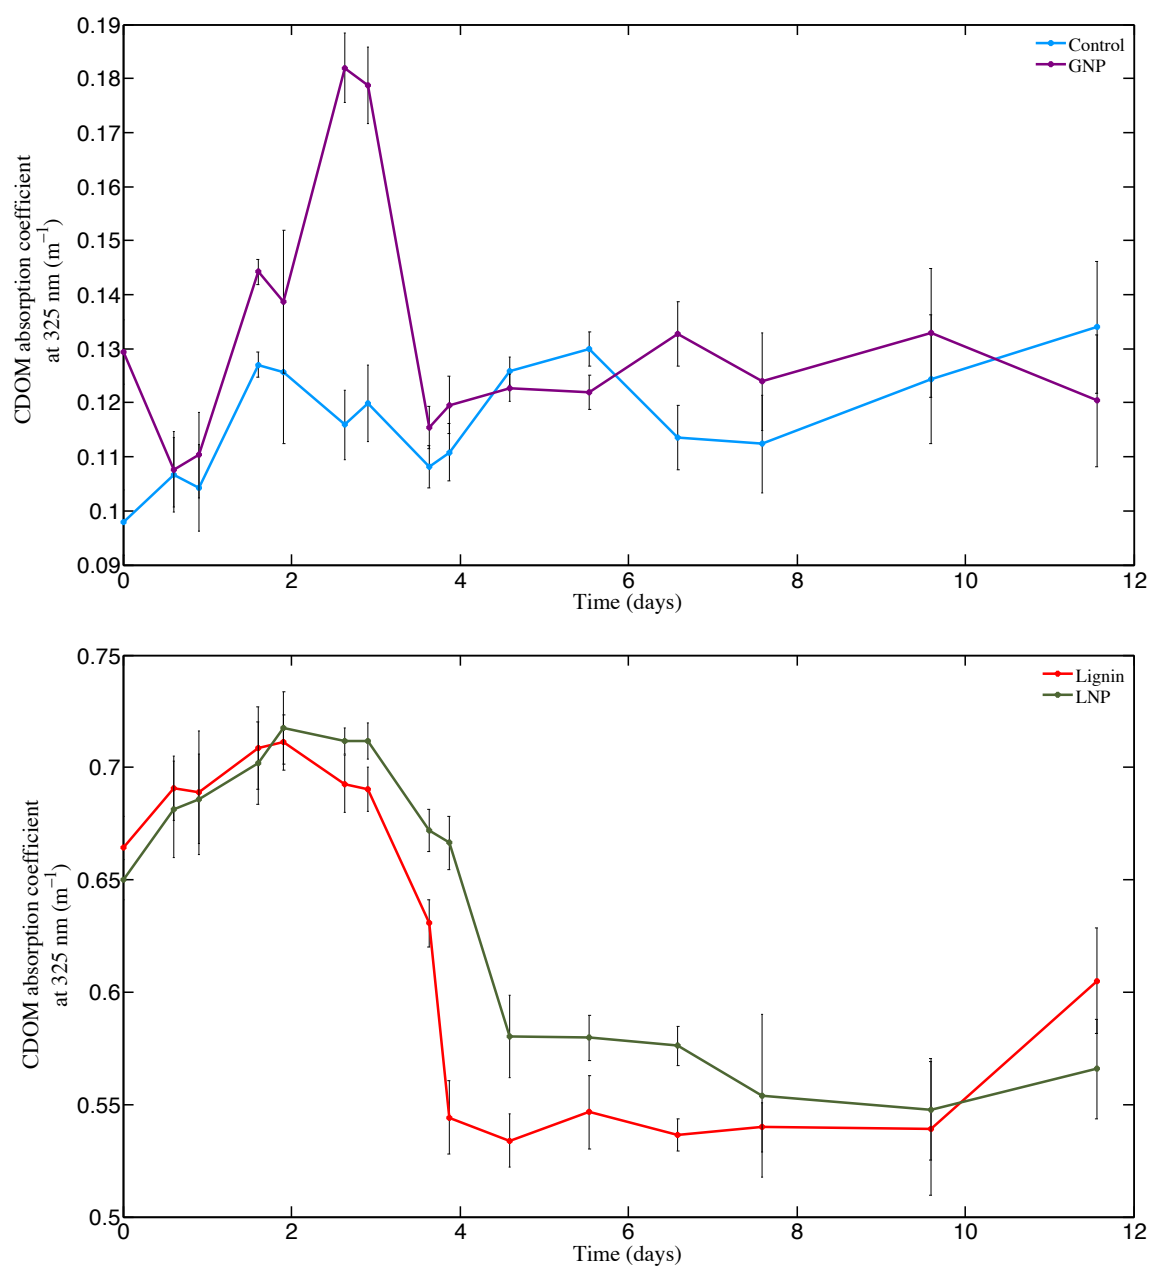 0.19
0.18
0.17
0.16
0.15
0.14
0.13
0.12
0.11
0.1
0.09
CDOM absorption coefficient
at 325 nm (m⁻¹)
Control
GNP
0 2 4 6 8 10 12
Time (days)
0.75
0.7
0.65
0.6
0.55
0.5
CDOM absorption coefficient
at 325 nm (m⁻¹)
Lignin
LNP
0 2 4 6 8 10 12
Time (days)